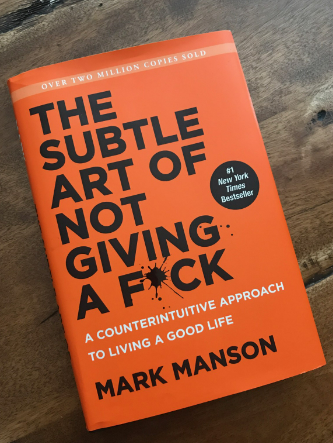 OVER TWO MILLION COPIES SOLD
THE
SUBTLE
ART OF
NOT
GIVING
A F*CK
#1
New York
Times
Bestseller
A COUNTERINTUITIVE APPROACH
TO LIVING A GOOD LIFE
MARK MANSON